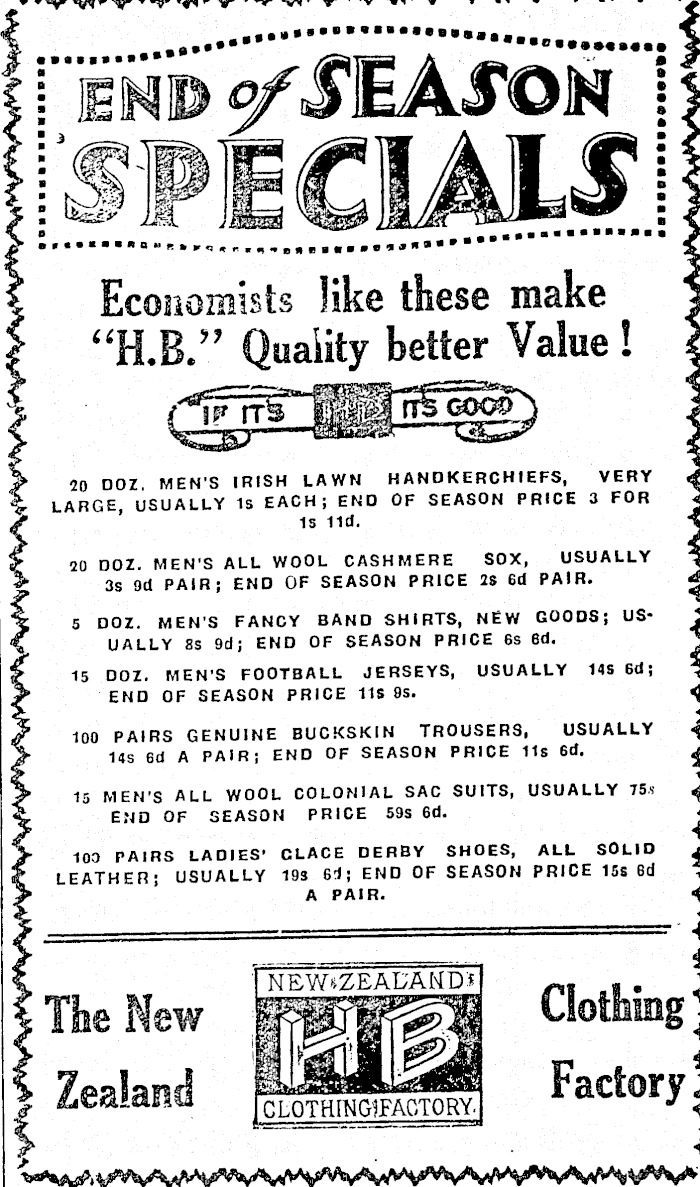 END of SEASON
SPECIALS
Economists like these make
“H.B.” Quality better Value !
IF ITS HB ITS GOOD
20 DOZ. MEN'S IRISH LAWN HANDKERCHIEFS, VERY
LARGE, USUALLY 1s EACH; END OF SEASON PRICE 3 FOR
1s 11d.
20 DOZ. MEN'S ALL WOOL CASHMERE SOX, USUALLY
3s 9d PAIR; END OF SEASON PRICE 2s 6d PAIR.
5 DOZ. MEN'S FANCY BAND SHIRTS, NEW GOODS; US-
UALLY 8s 9d; END OF SEASON PRICE 6s 6d.
15 DOZ. MEN'S FOOTBALL JERSEYS, USUALLY 14s 6d;
END OF SEASON PRICE 11s 9s.
100 PAIRS GENUINE BUCKSKIN TROUSERS, USUALLY
14s 6d A PAIR; END OF SEASON PRICE 11s 6d.
15 MEN'S ALL WOOL COLONIAL SAC SUITS, USUALLY 75s
END OF SEASON PRICE 59s 6d.
100 PAIRS LADIES' GLACE DERBY SHOES, ALL SOLID
LEATHER; USUALLY 19s 6d; END OF SEASON PRICE 15s 6d
A PAIR.
The New
Zealand
NEW ZEALAND
HB
CLOTHING FACTORY.
Clothing
Factory